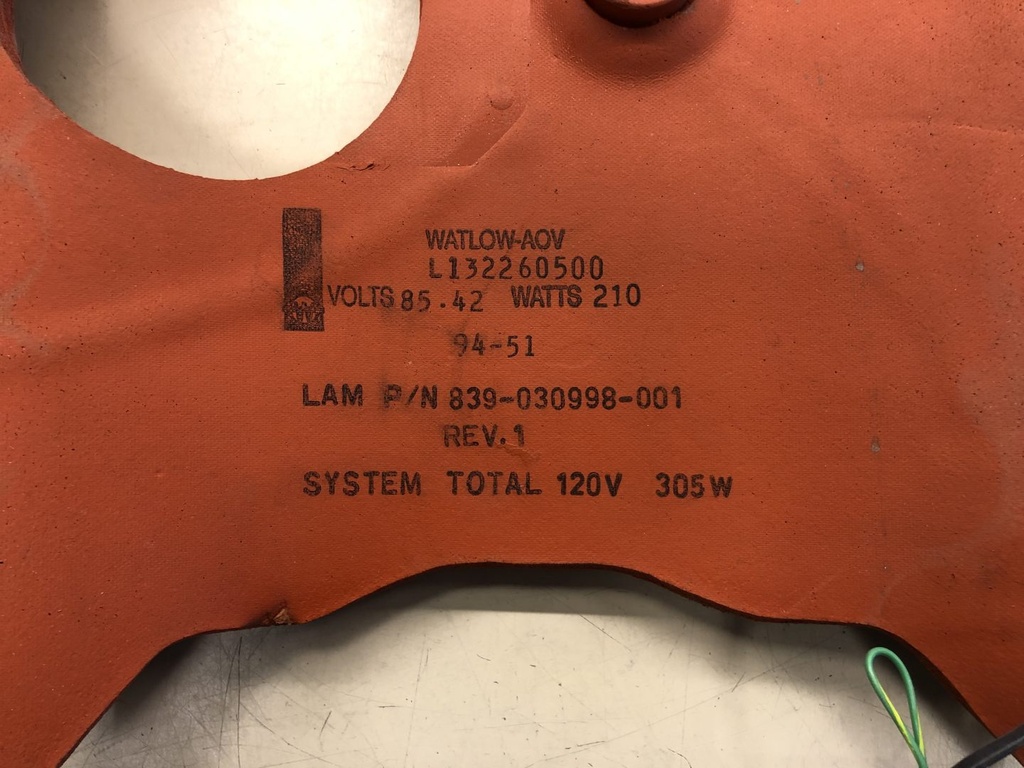 WATLOW-AOV
L132260500
VOLTS 85.42 WATTS 210
94-51
LAM P/N 839-030998-001
REV.1
SYSTEM TOTAL 120V 305W